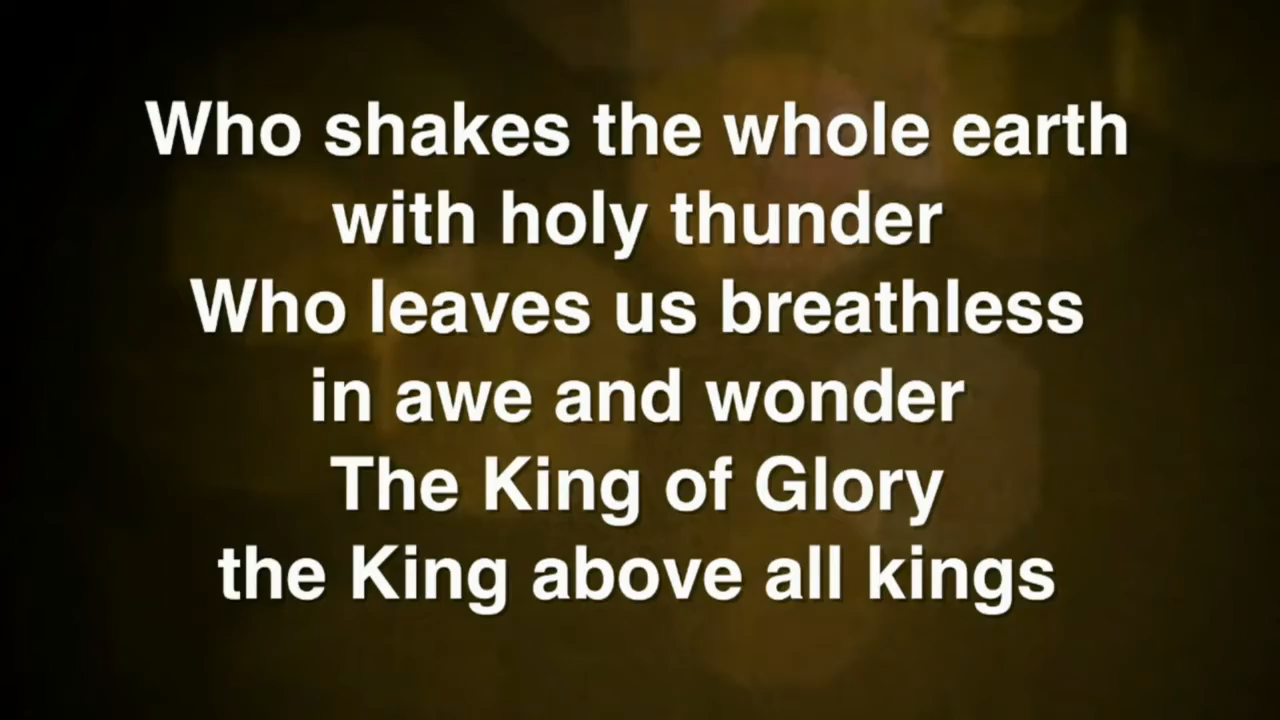 Who shakes the whole earth
with holy thunder
Who leaves us breathless
in awe and wonder
The King of Glory
the King above all kings